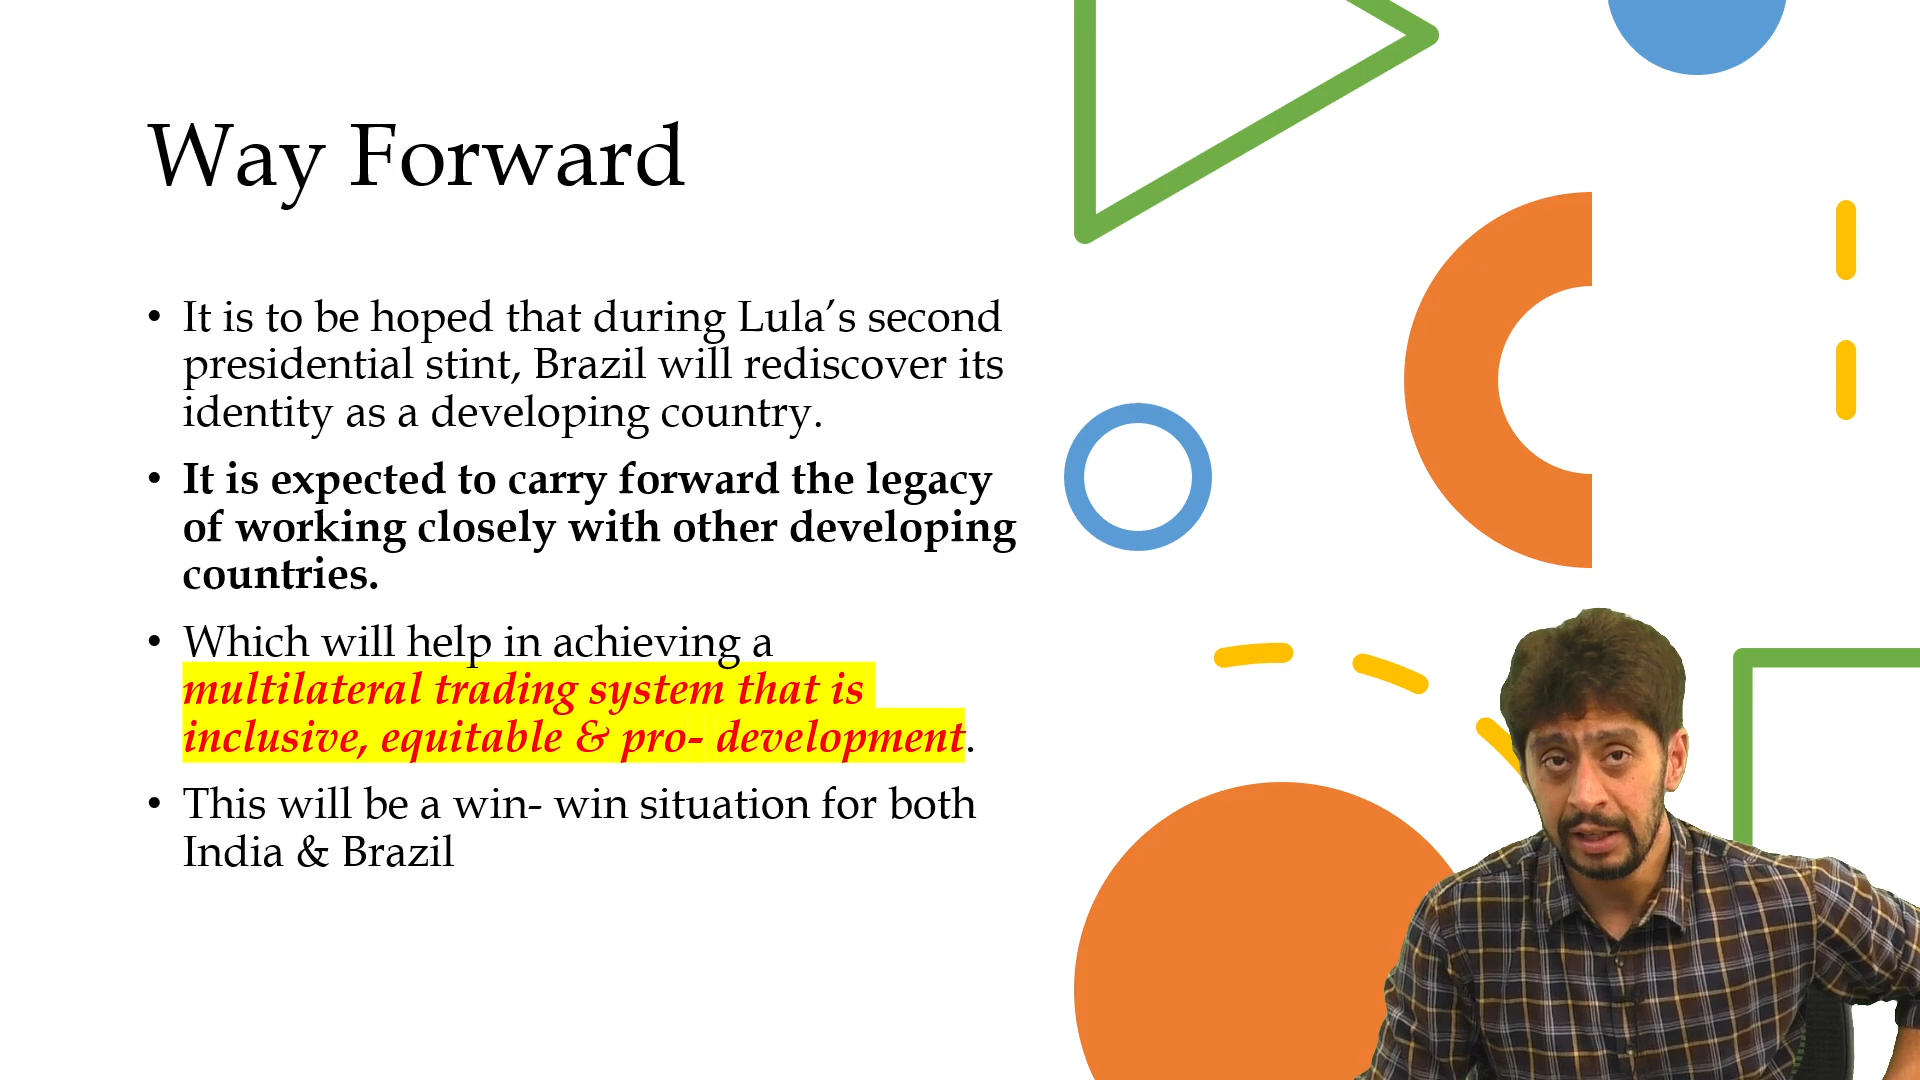 Way Forward
• It is to be hoped that during Lula’s second
presidential stint, Brazil will rediscover its
identity as a developing country.
• It is expected to carry forward the legacy
of working closely with other developing
countries.
• Which will help in achieving a
multilateral trading system that is
inclusive, equitable & pro- development.
• This will be a win- win situation for both
India & Brazil